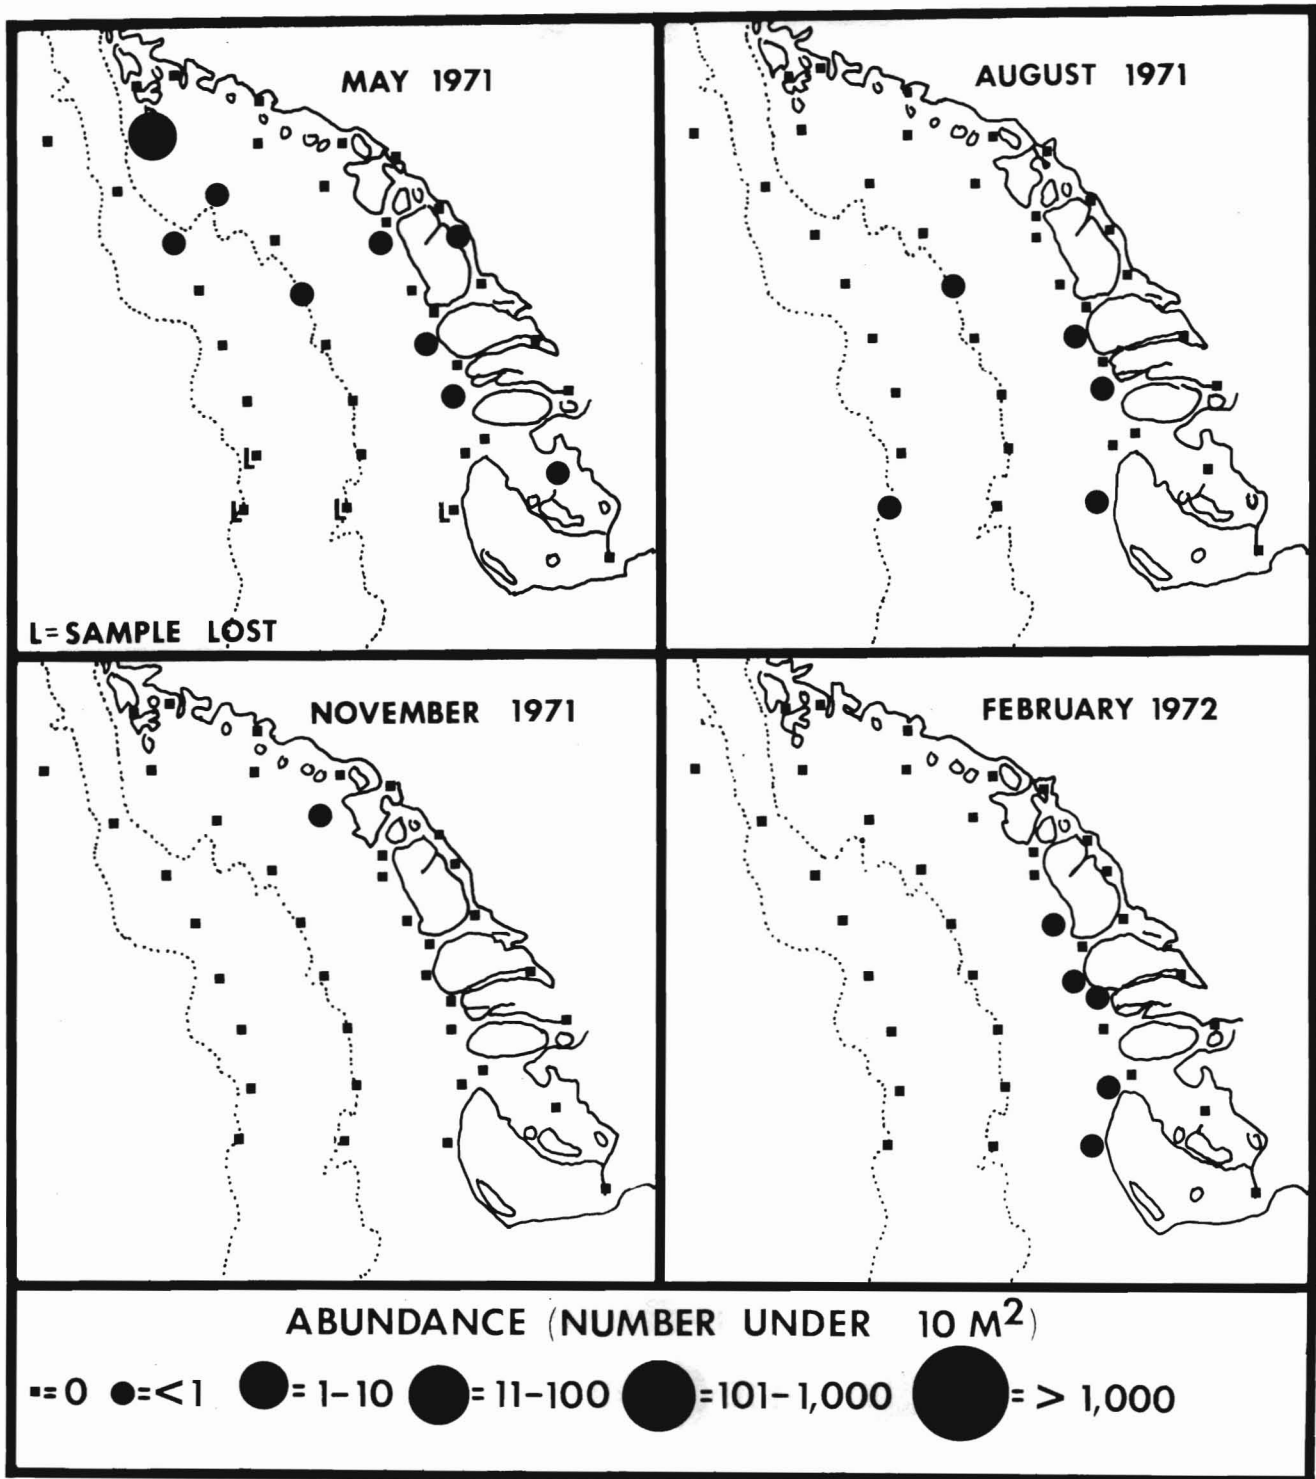 MAY 1971
AUGUST 1971
L
L
L
L
L=SAMPLE LOST
NOVEMBER 1971
FEBRUARY 1972
ABUNDANCE (NUMBER UNDER 10 M²)
=0 =<1 =1-10 =11-100 =101-1,000 => 1,000